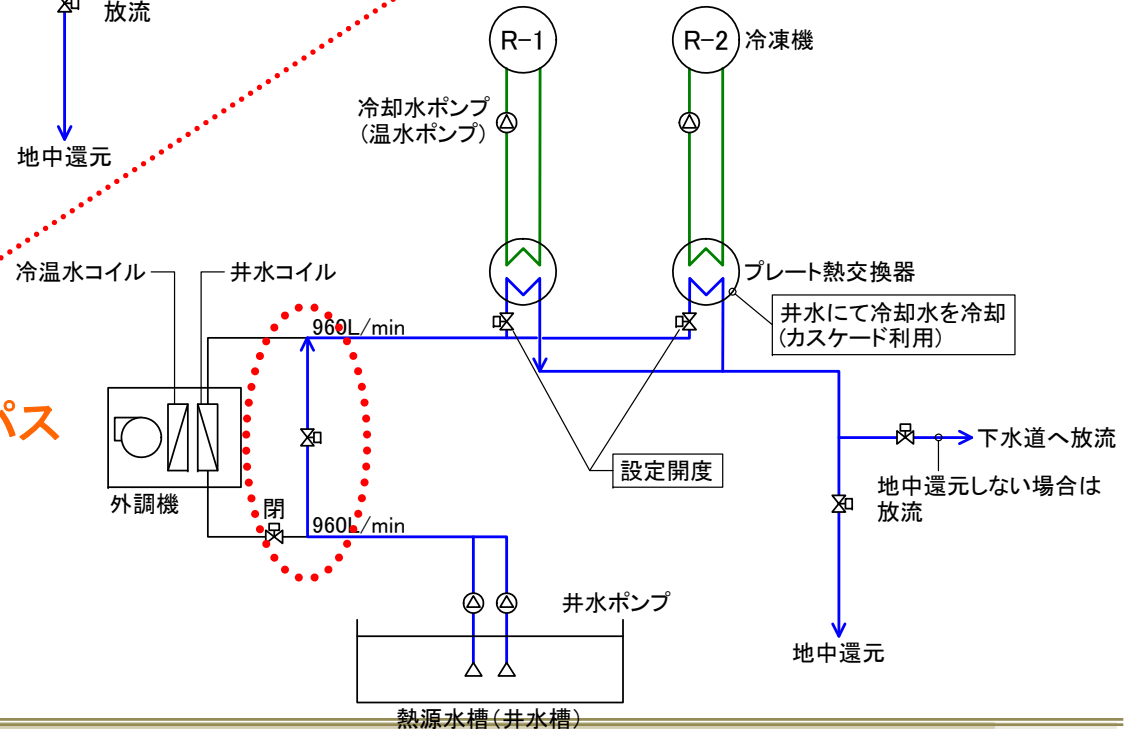 放流
地中還元
R-1
R-2
冷凍機
冷却水ポンプ
(温水ポンプ)
冷温水コイル
井水コイル
プレート熱交換器
井水にて冷却水を冷却
(カスケード利用)
960L/min
パス
設定開度
下水道へ放流
地中還元しない場合は
放流
外調機
閉
960L/min
井水ポンプ
地中還元
熱源水槽(井水槽)